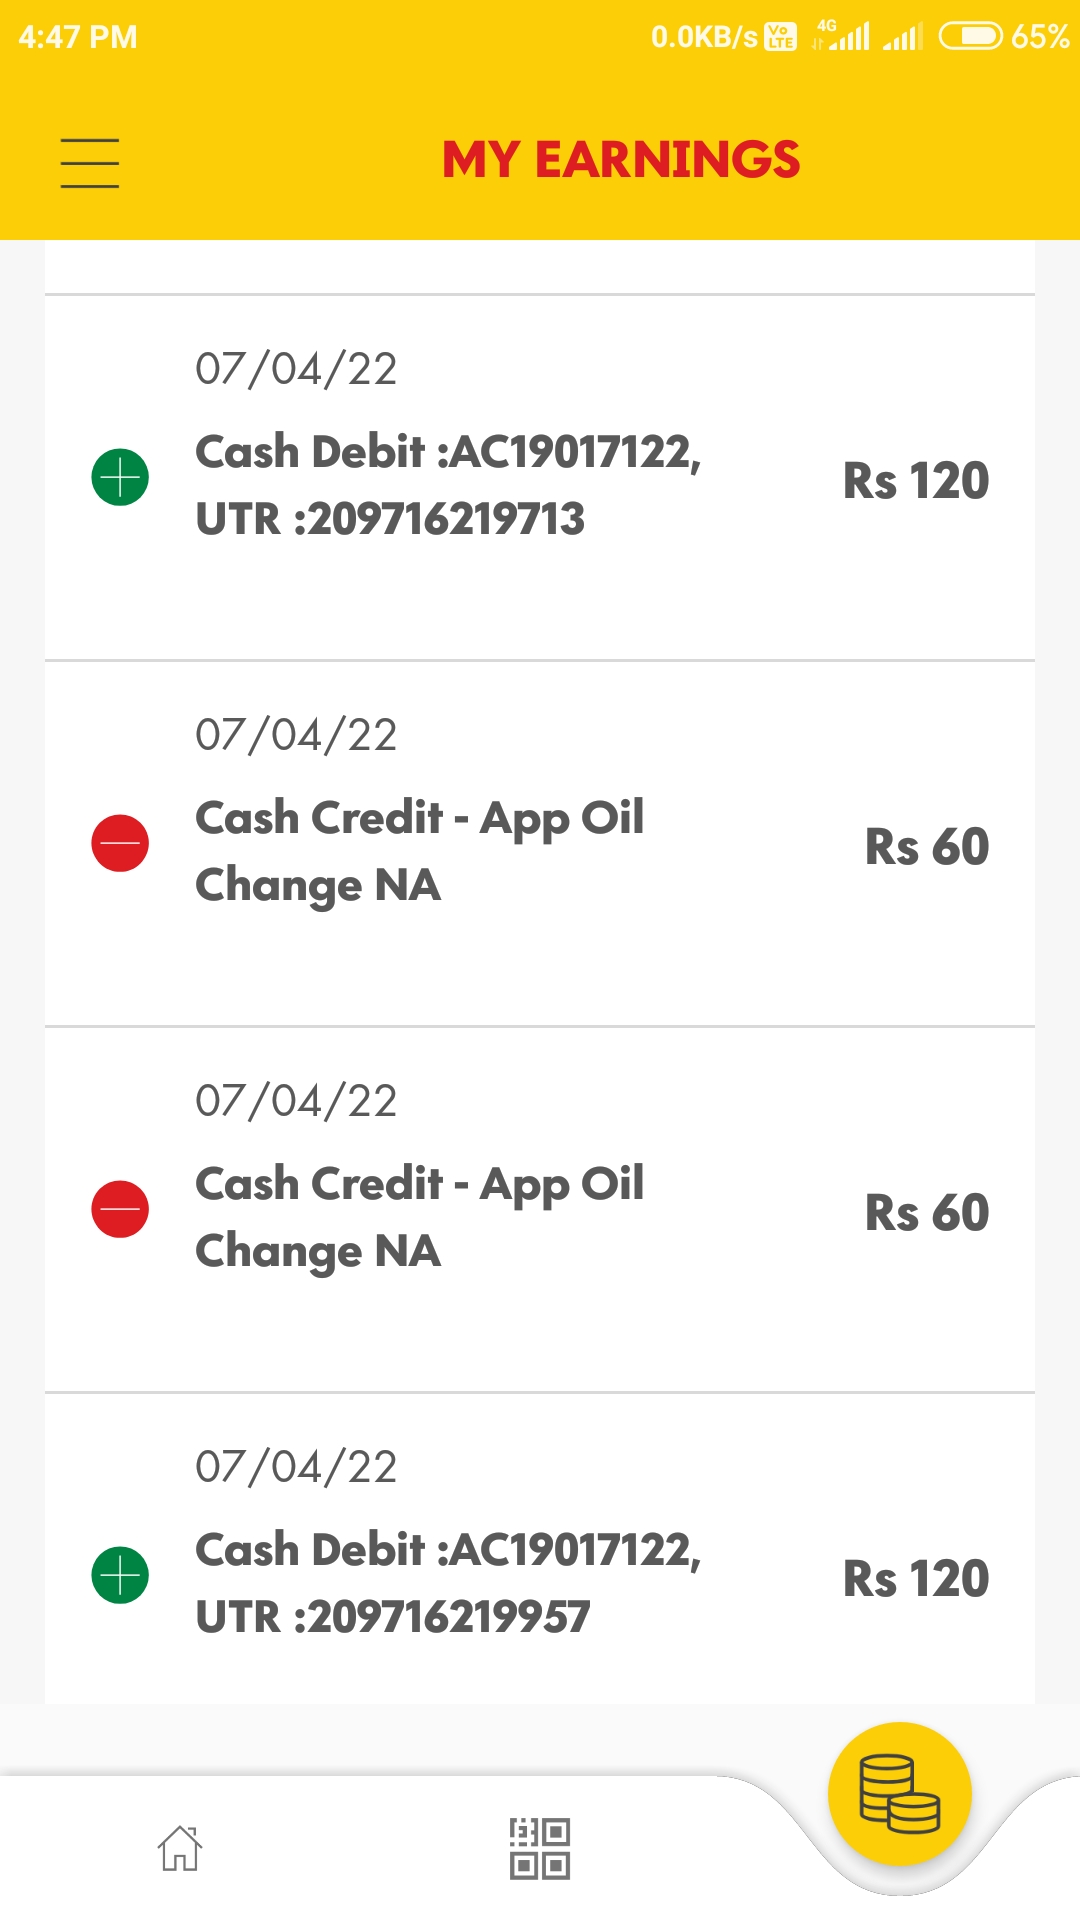 4:47 PM 0.0KB/s Vo LTE 4G 65%
MY EARNINGS
07/04/22
Cash Debit :AC19017122,
UTR :209716219713
Rs 120
07/04/22
Cash Credit - App Oil
Change NA
Rs 60
07/04/22
Cash Credit - App Oil
Change NA
Rs 60
07/04/22
Cash Debit :AC19017122,
UTR :209716219957
Rs 120